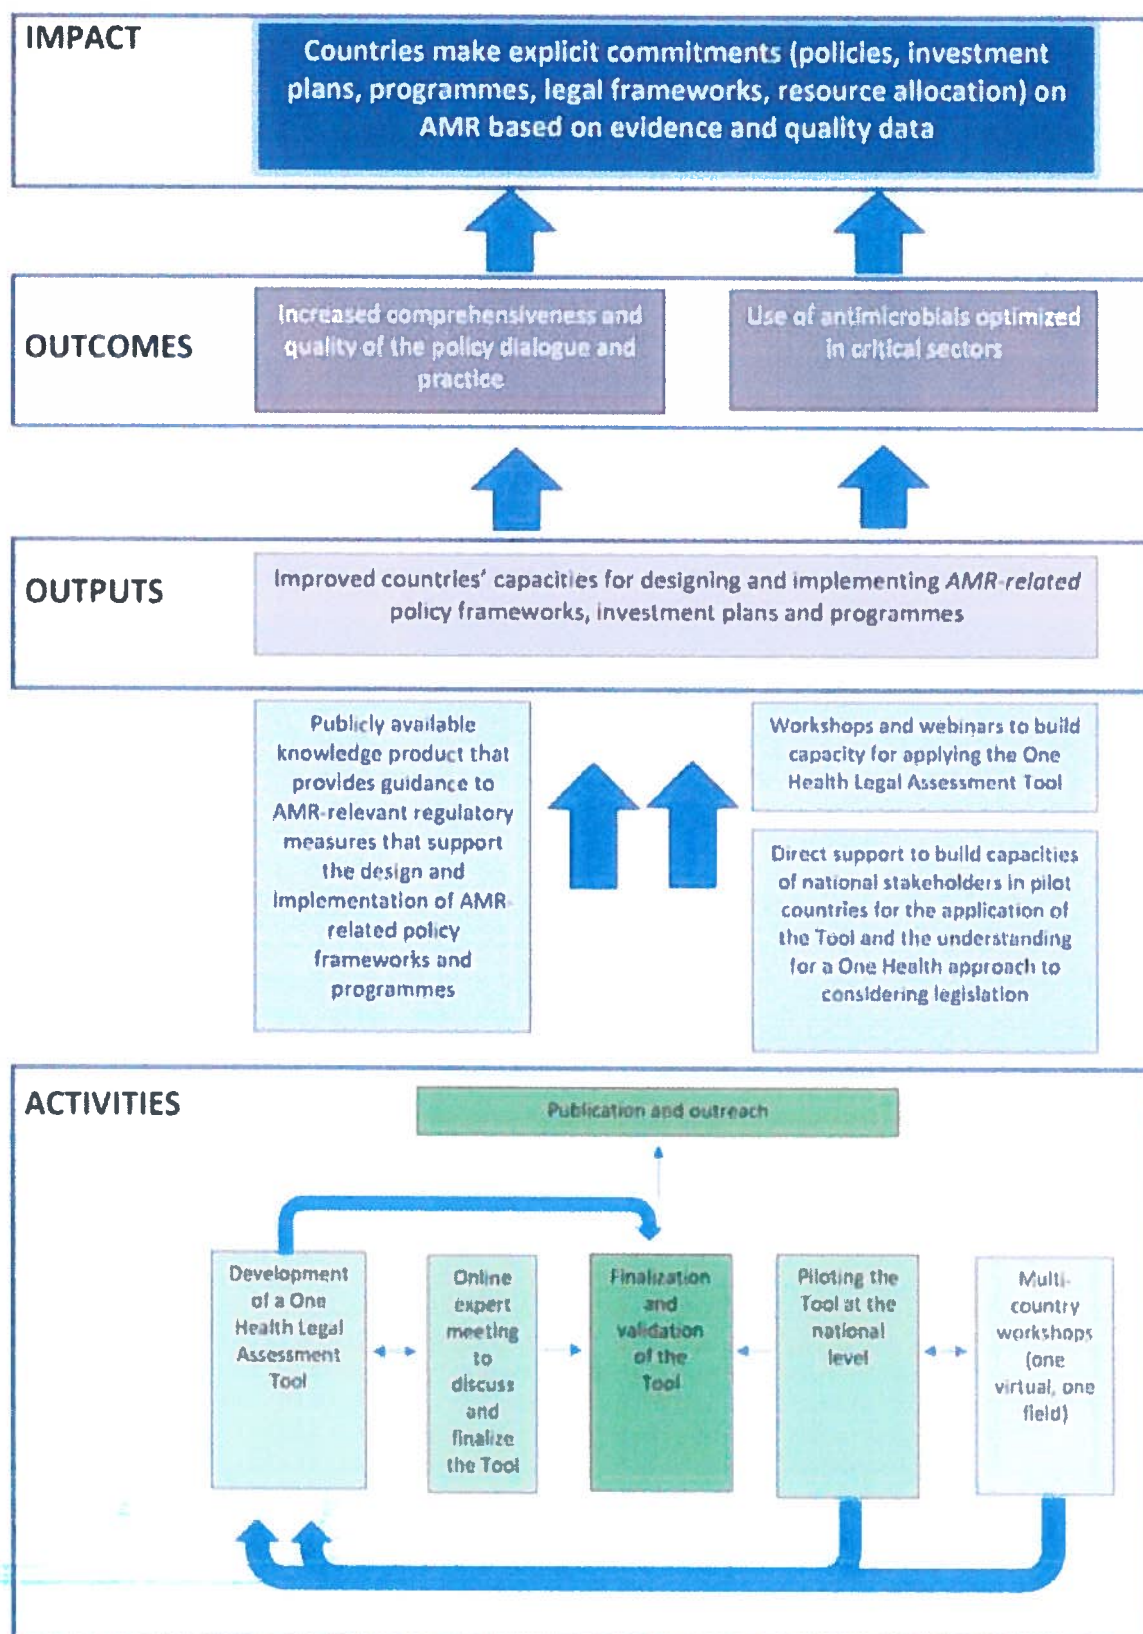 IMPACT
Countries make explicit commitments (policies, investment
plans, programmes, legal frameworks, resource allocation) on
AMR based on evidence and quality data
OUTCOMES
Increased comprehensiveness and
quality of the policy dialogue and
practice
Use of antimicrobials optimized
in critical sectors
OUTPUTS
Improved countries' capacities for designing and implementing AMR-related
policy frameworks, investment plans and programmes
Publicly available
knowledge product that
provides guidance to
AMR-relevant regulatory
measures that support
the design and
implementation of AMR-
related policy
frameworks and
programmes
Workshops and webinars to build
capacity for applying the One
Health Legal Assessment Tool
Direct support to build capacities
of national stakeholders in pilot
countries for the application of
the Tool and the understanding
for a One Health approach to
considering legislation
ACTIVITIES
Publication and outreach
Development
of a One
Health Legal
Assessment
Tool
Online
expert
meeting
to
discuss
and
finalize
the Tool
Finalization
and
validation
of the
Tool
Piloting the
Tool at the
national
level
Multi-
country
workshops
(one
virtual, one
field)